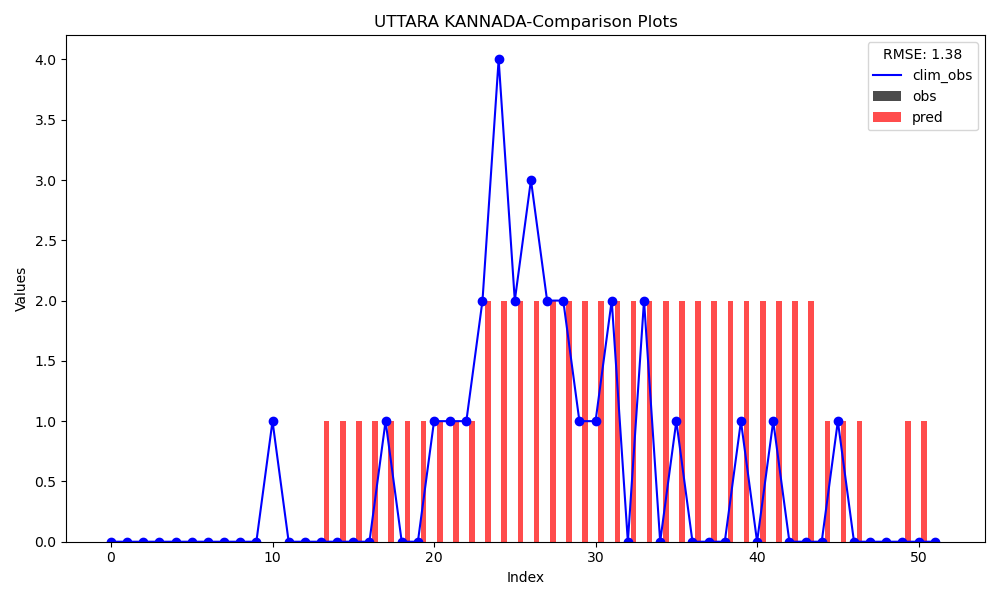 UTTARA KANNADA-Comparison Plots
RMSE: 1.38
clim_obs
obs
pred
Values
4.0
3.5
3.0
2.5
2.0
1.5
1.0
0.5
0.0
0 10 20 30 40 50
Index